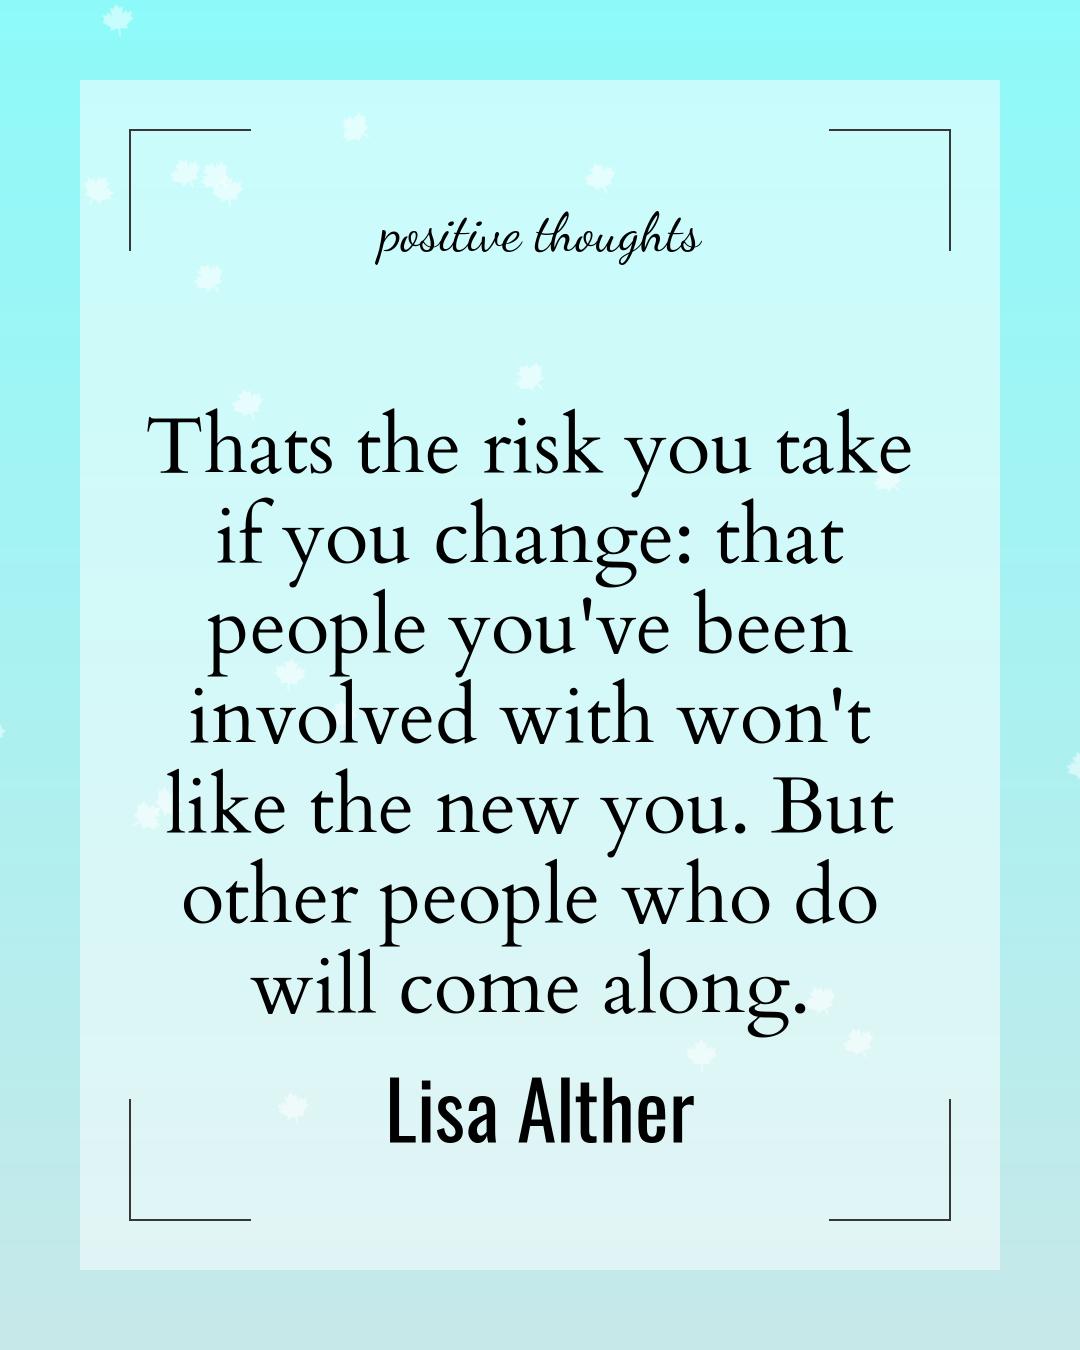 positive thoughts
Thats the risk you take
if you change: that
people you've been
involved with won't
like the new you. But
other people who do
will come along.
Lisa Alther